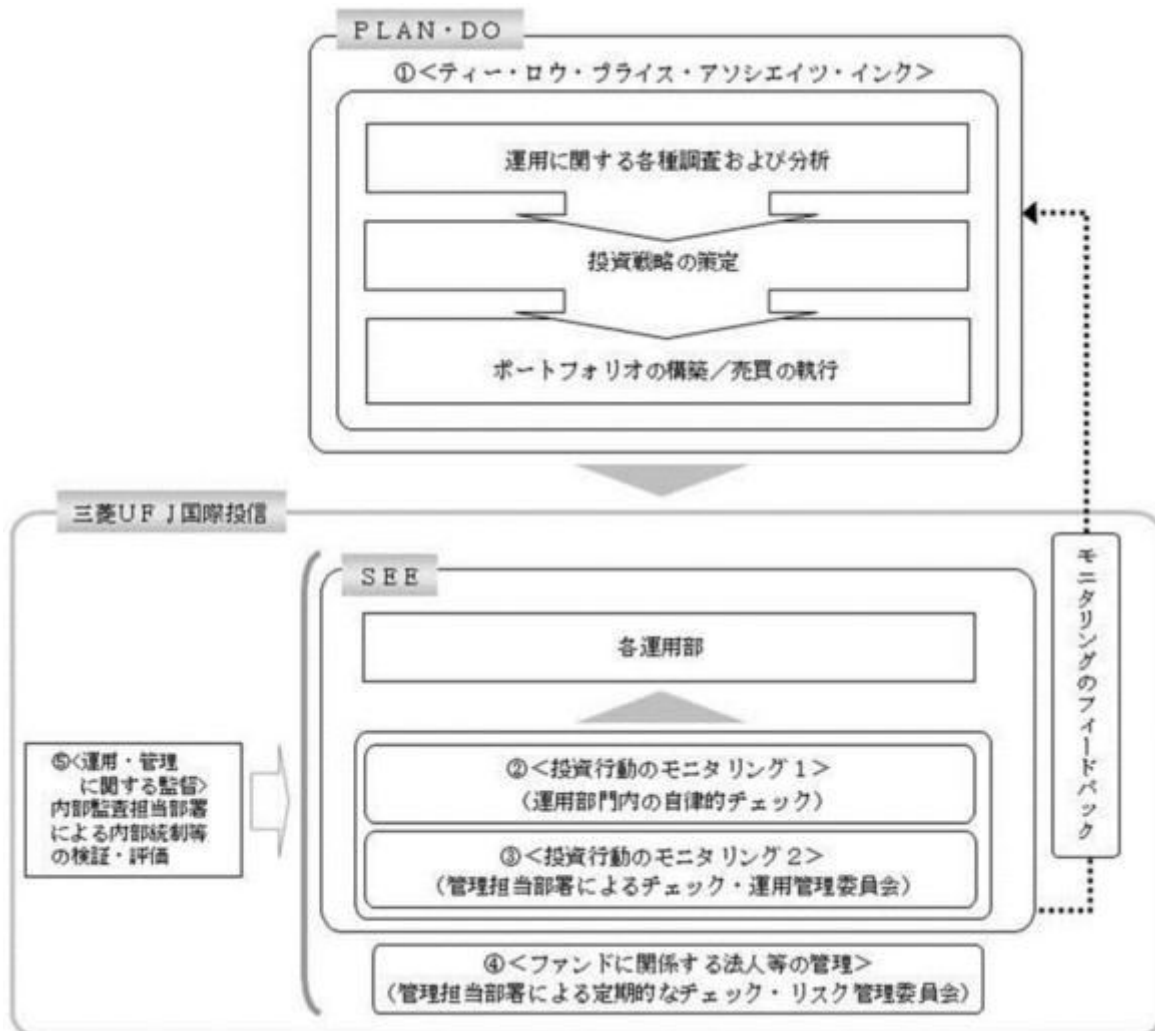 PLAN・DO
①<ティー・ロウ・プライス・アソシエイツ・インク>
運用に関する各種調査および分析
投資戦略の策定
ポートフォリオの構築/売買の執行
三菱UFJ国際投信
SEE
各運用部
②<投資行動のモニタリング1>
(運用部門内の自律的チェック)
③<投資行動のモニタリング2>
(管理担当部署によるチェック・運用管理委員会)
④<ファンドに関係する法人等の管理>
(管理担当部署による定期的なチェック・リスク管理委員会)
⑤<運用・管理
に関する監督>
内部監査担当部署
による内部統制等
の検証・評価
モニタリングのフィードバック